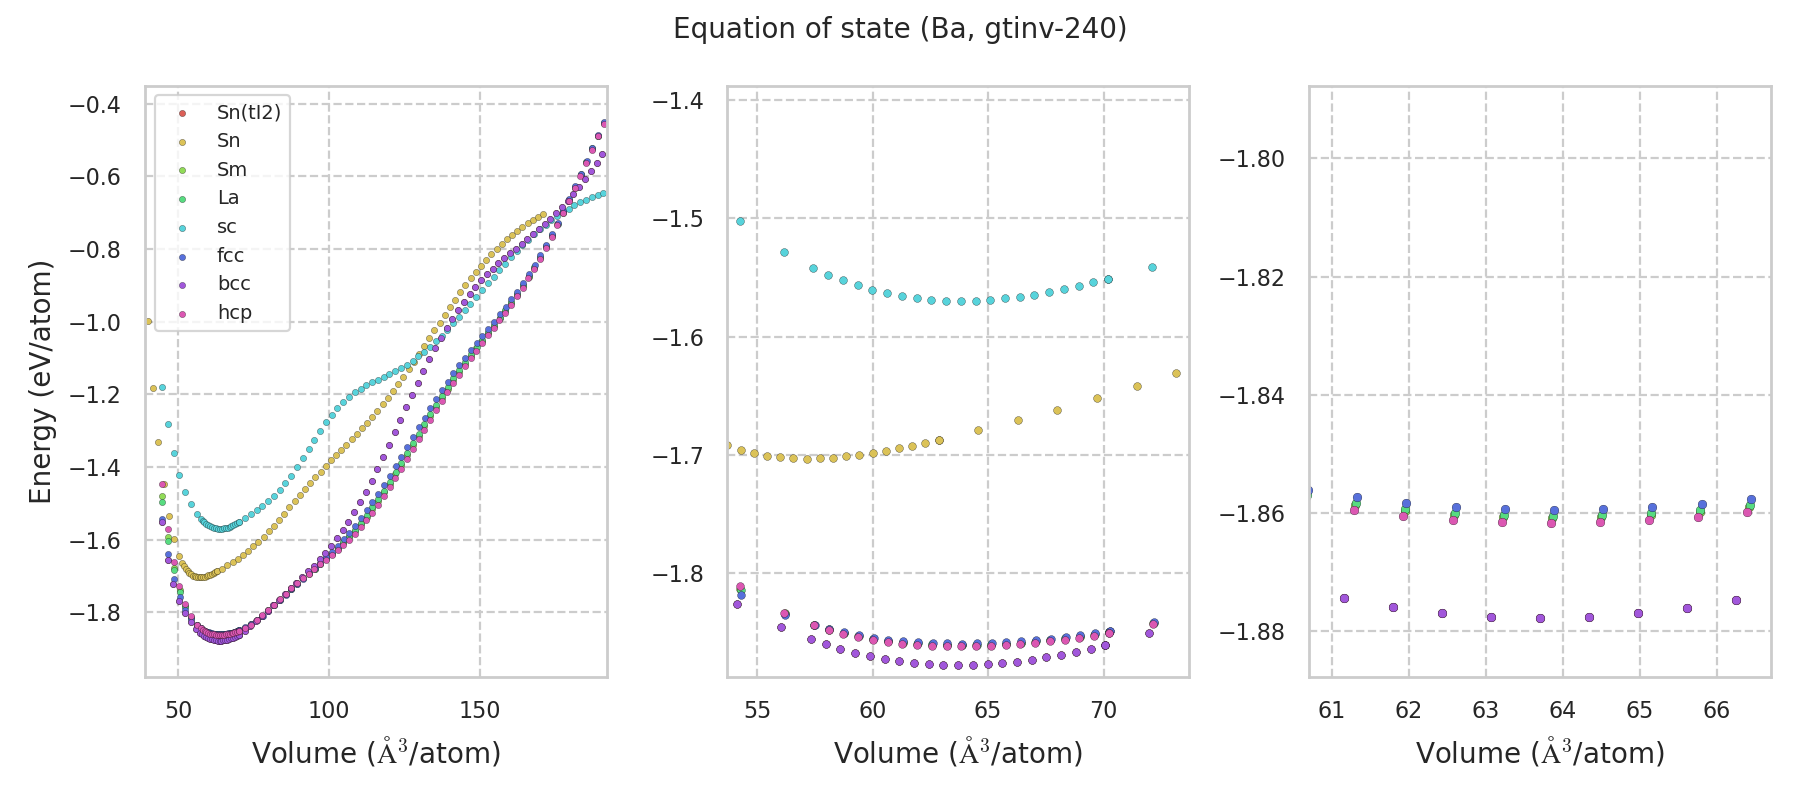 Equation of state (Ba, gtinv-240)
Energy (eV/atom)
−0.4
−0.6
−0.8
−1.0
−1.2
−1.4
−1.6
−1.8
Sn(tI2)
Sn
Sm
La
sc
fcc
bcc
hcp
50 100 150
Volume (Å³/atom)
−1.4
−1.5
−1.6
−1.7
−1.8
55 60 65 70
Volume (Å³/atom)
−1.80
−1.82
−1.84
−1.86
−1.88
61 62 63 64 65 66
Volume (Å³/atom)